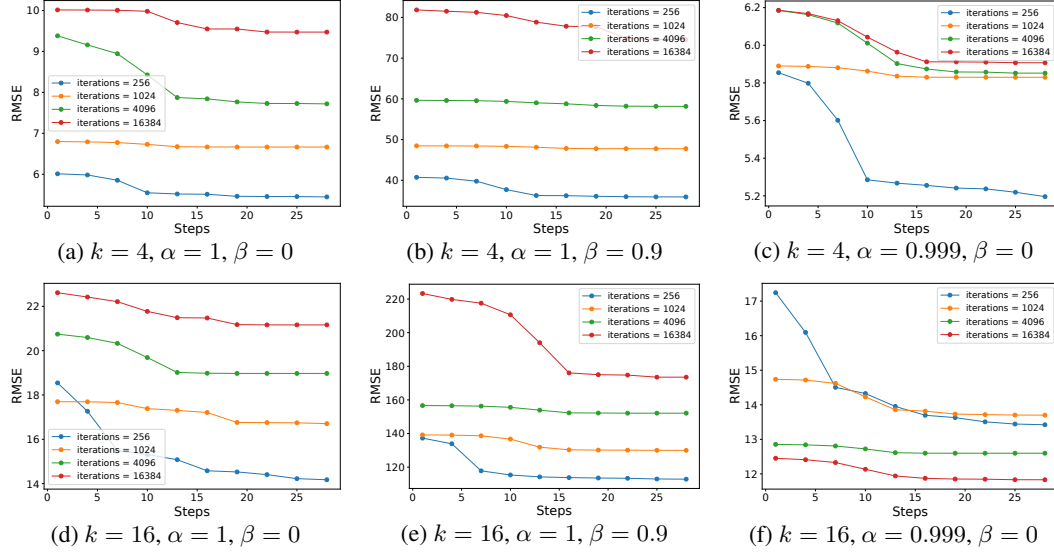 10
9
8
7
6
RMSE
iterations = 256
iterations = 1024
iterations = 4096
iterations = 16384
0 5 10 15 20 25
Steps
(a) k = 4, α = 1, β = 0
80
70
60
50
40
RMSE
iterations = 256
iterations = 1024
iterations = 4096
iterations = 16384
0 5 10 15 20 25
Steps
(b) k = 4, α = 1, β = 0.9
6.2
6.0
5.8
5.6
5.4
5.2
RMSE
iterations = 256
iterations = 1024
iterations = 4096
iterations = 16384
0 5 10 15 20 25
Steps
(c) k = 4, α = 0.999, β = 0
22
20
18
16
14
RMSE
iterations = 256
iterations = 1024
iterations = 4096
iterations = 16384
0 5 10 15 20 25
Steps
(d) k = 16, α = 1, β = 0
220
200
180
160
140
120
RMSE
iterations = 256
iterations = 1024
iterations = 4096
iterations = 16384
0 5 10 15 20 25
Steps
(e) k = 16, α = 1, β = 0.9
17
16
15
14
13
12
RMSE
iterations = 256
iterations = 1024
iterations = 4096
iterations = 16384
0 5 10 15 20 25
Steps
(f) k = 16, α = 0.999, β = 0